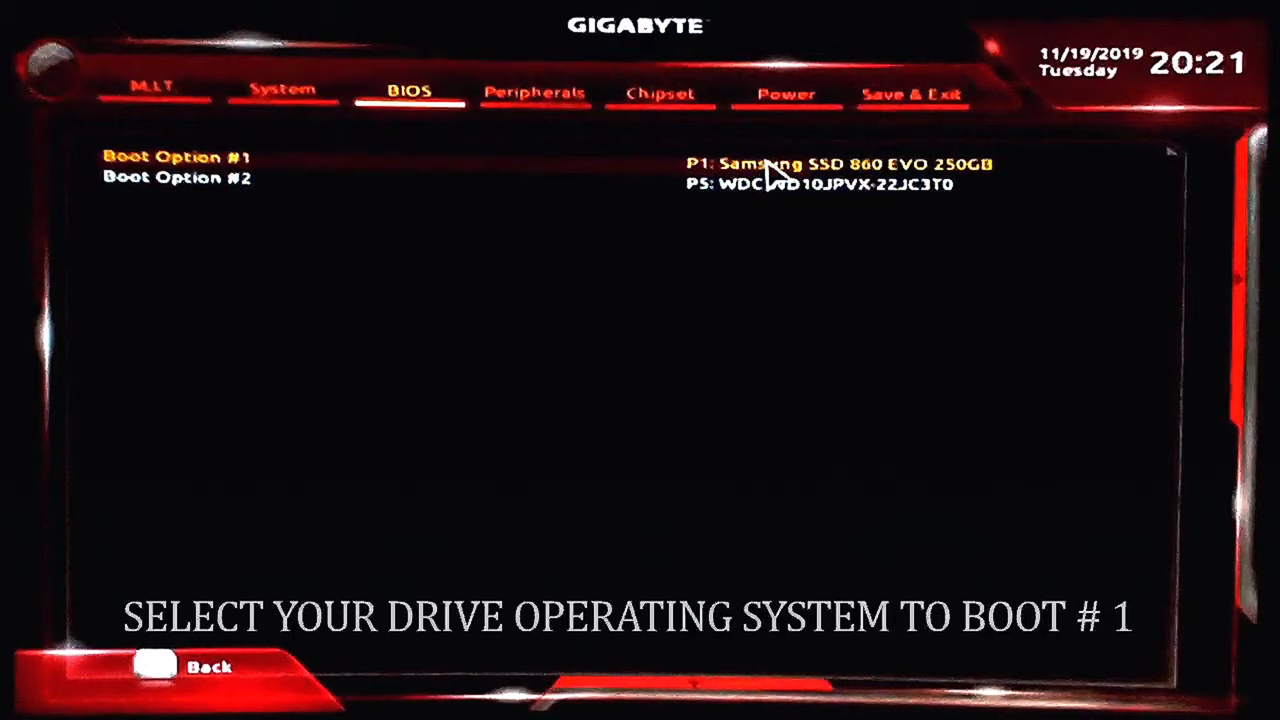 GIGABYTE
11/19/2019
Tuesday
20:21
M.I.T System BIOS Peripherals Chipset Power Save & Exit
Boot Option #1 P1: Samsung SSD 860 EVO 250GB
Boot Option #2 P5: WDC WD10JPVX-22JC3T0
SELECT YOUR DRIVE OPERATING SYSTEM TO BOOT # 1
Back